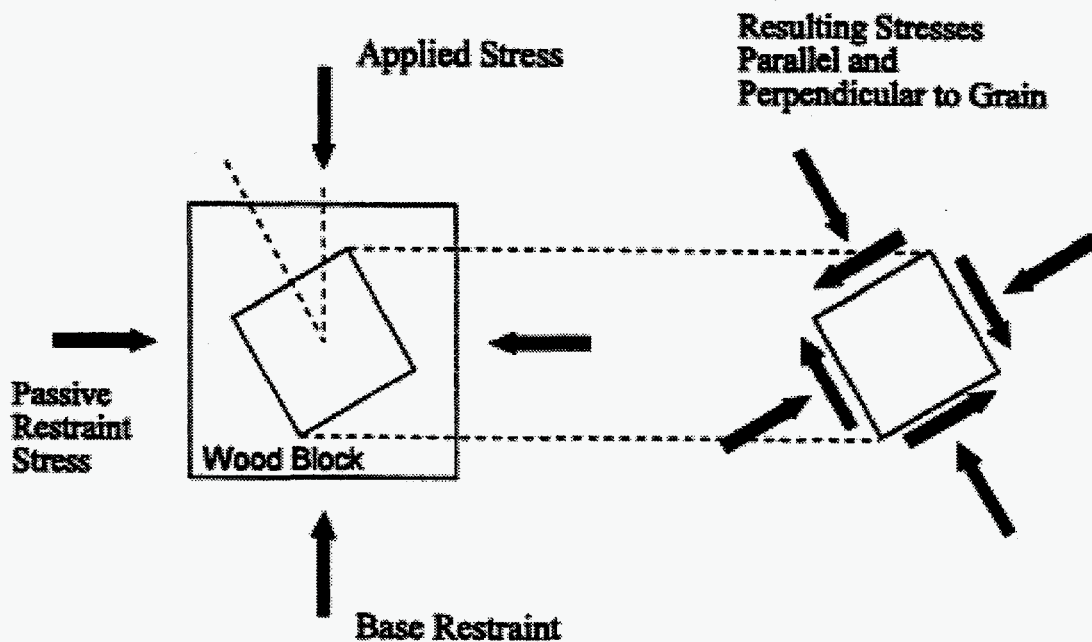 Applied Stress
Resulting Stresses
Parallel and
Perpendicular to Grain
Passive
Restraint
Stress
Wood Block
Base Restraint